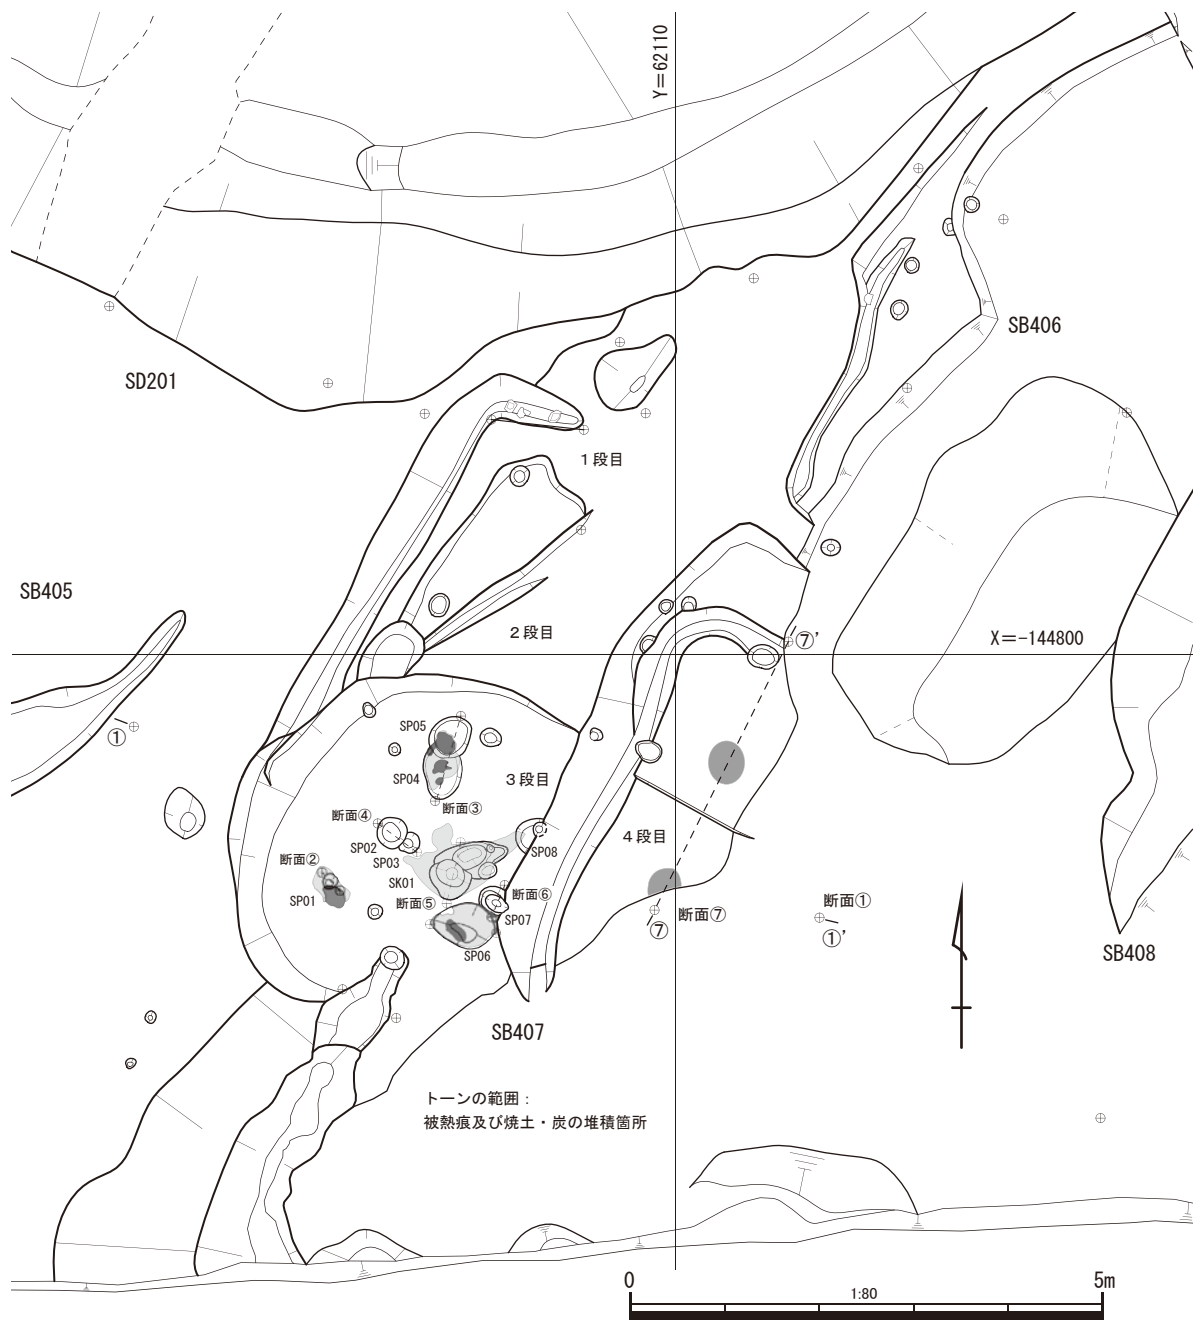 Y=62110
SB406
SD201
1段目
SB405
2段目
⑦'
X=-144800
①
SP05
SP04
3段目
断面③
断面④
SP02
SP03
SP08
4段目
断面②
SK01
SP01
断面⑤
断面⑥
SP07
SP06
⑦
断面⑦
断面①
①'
SB408
SB407
トーンの範囲：
被熱痕及び焼土・炭の堆積箇所
0
5m
1:80